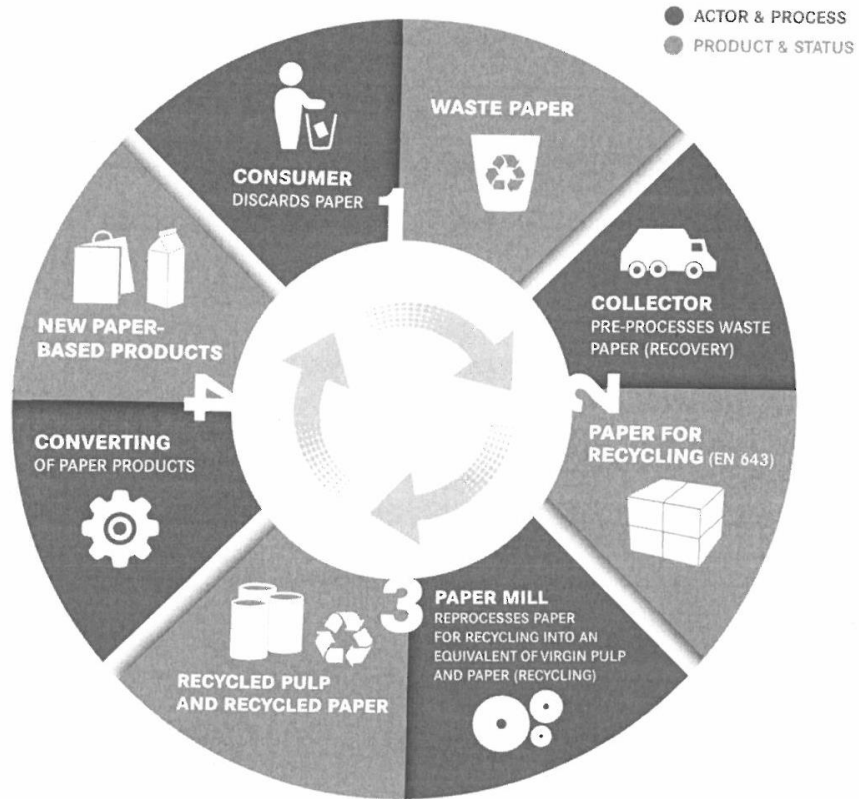 ACTOR & PROCESS
PRODUCT & STATUS
1
CONSUMER
DISCARDS PAPER
WASTE PAPER
2
COLLECTOR
PRE-PROCESSES WASTE
PAPER (RECOVERY)
PAPER FOR
RECYCLING (EN 643)
3
PAPER MILL
REPROCESSES PAPER
FOR RECYCLING INTO AN
EQUIVALENT OF VIRGIN PULP
AND PAPER (RECYCLING)
RECYCLED PULP
AND RECYCLED PAPER
4
CONVERTING
OF PAPER PRODUCTS
NEW PAPER-
BASED PRODUCTS